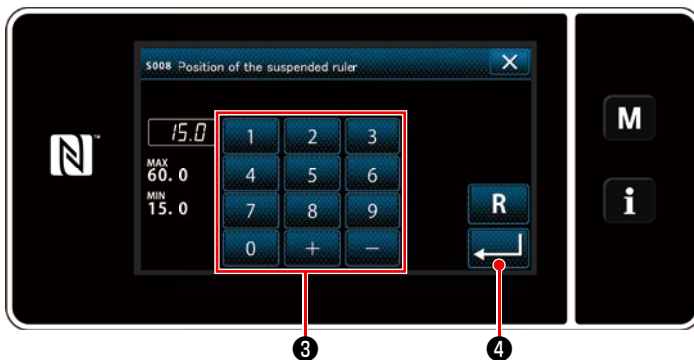 S008 Position of the suspended ruler
X
15.0
MAX
60. 0
MIN
15. 0
1 2 3
4 5 6
7 8 9
0 + −
R
N™
M
i
❸ ❹